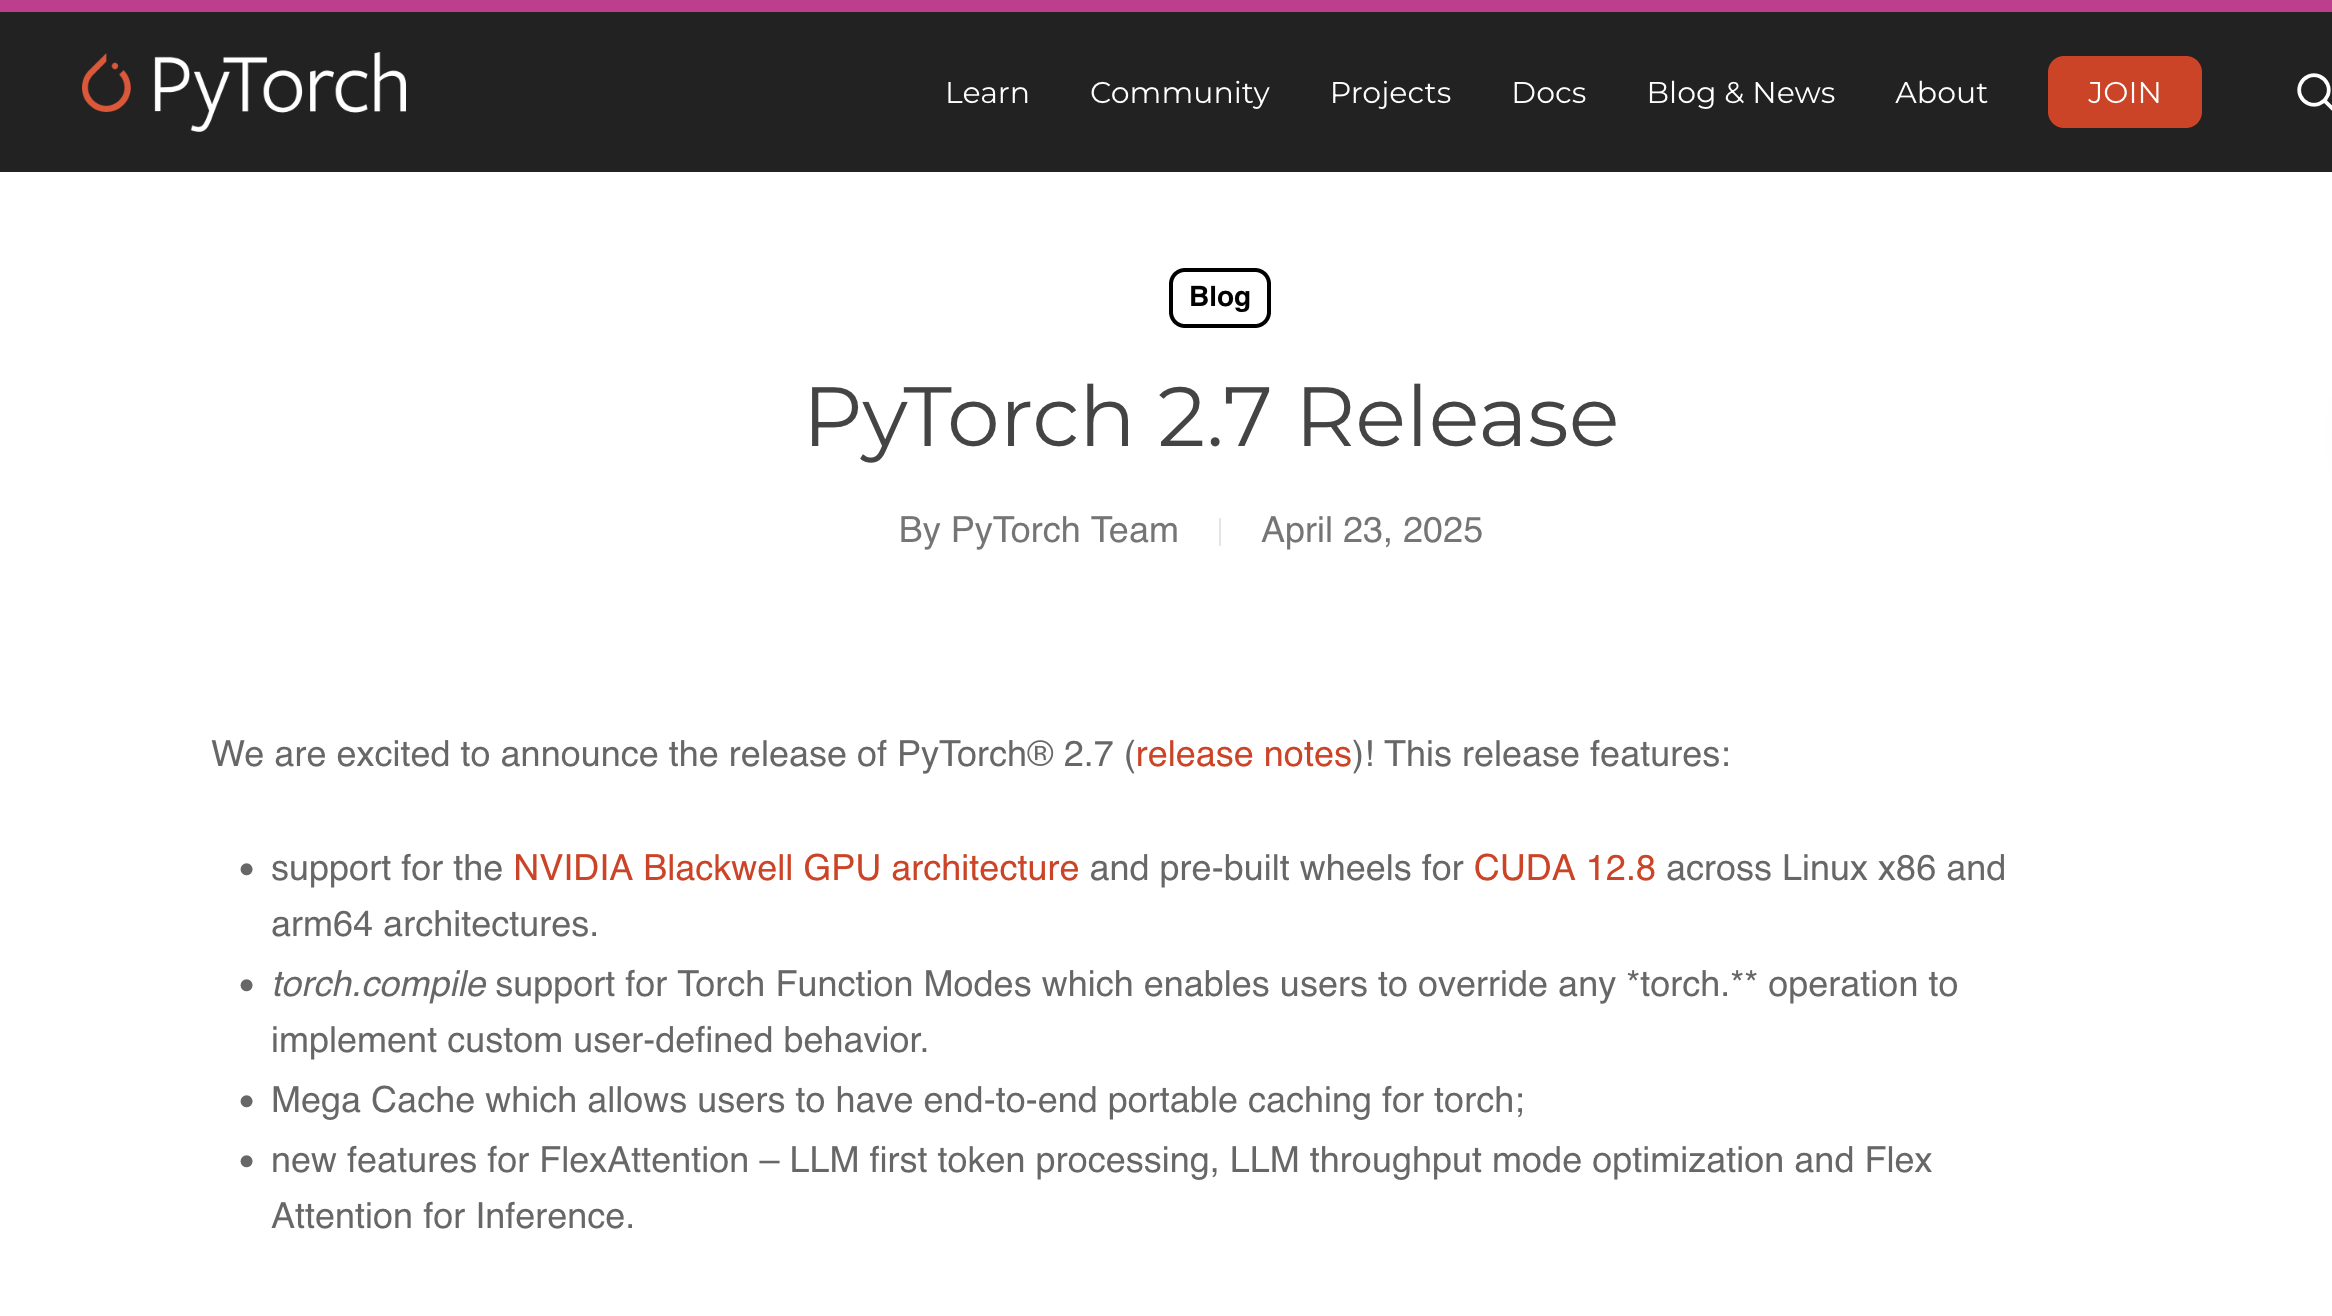 PyTorch
Learn Community Projects Docs Blog & News About JOIN
Blog
PyTorch 2.7 Release
By PyTorch Team April 23, 2025
We are excited to announce the release of PyTorch® 2.7 (release notes)! This release features:
• support for the NVIDIA Blackwell GPU architecture and pre-built wheels for CUDA 12.8 across Linux x86 and
arm64 architectures.
• torch.compile support for Torch Function Modes which enables users to override any *torch.** operation to
implement custom user-defined behavior.
• Mega Cache which allows users to have end-to-end portable caching for torch;
• new features for FlexAttention – LLM first token processing, LLM throughput mode optimization and Flex
Attention for Inference.